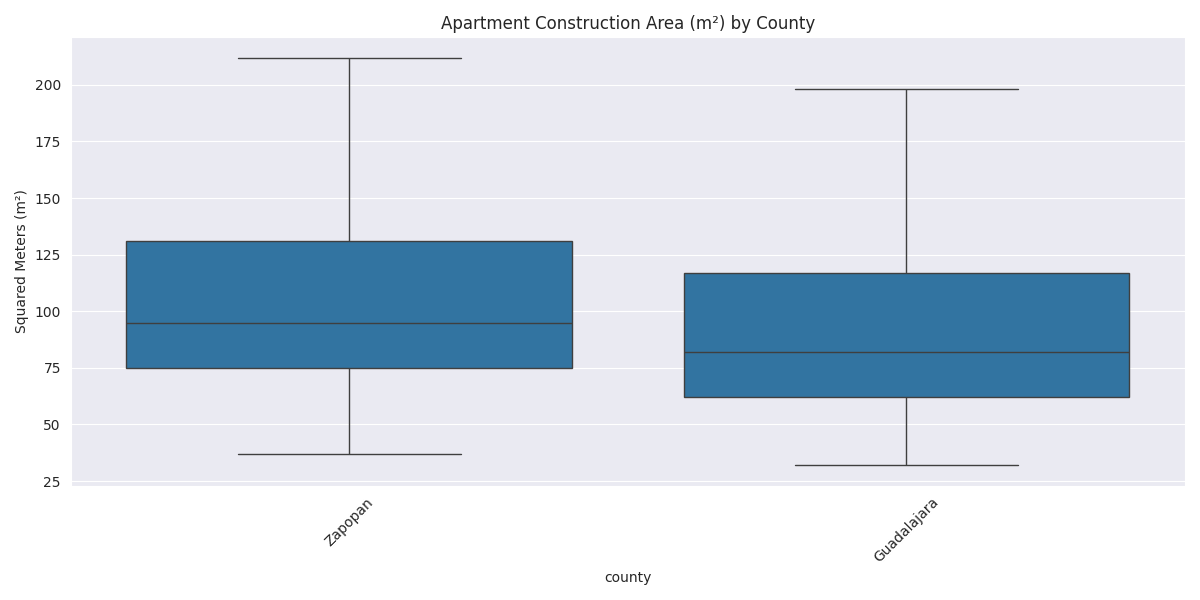 Apartment Construction Area (m²) by County
Squared Meters (m²)
200
175
150
125
100
75
50
25
Zapopan
Guadalajara
county